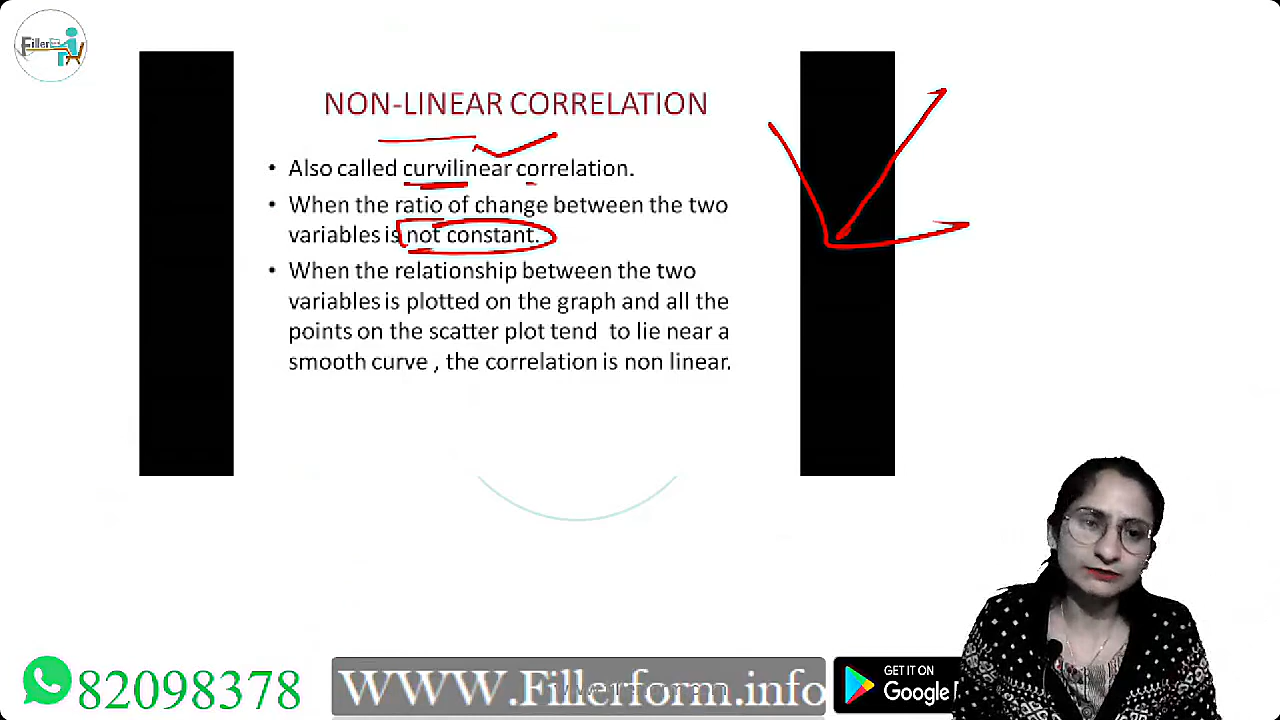 Filler
NON-LINEAR CORRELATION
• Also called curvilinear correlation.
• When the ratio of change between the two
variables is not constant.
• When the relationship between the two
variables is plotted on the graph and all the
points on the scatter plot tend to lie near a
smooth curve , the correlation is non linear.
82098378
WWW.Fillerform.info
GET IT ON
Google